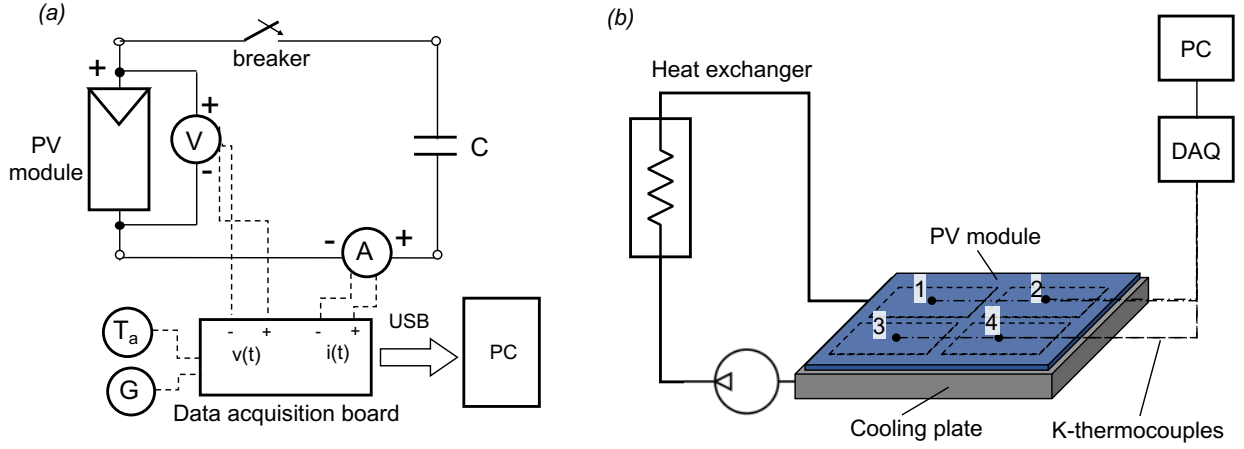 (a)
breaker
+
PV
module
+
V
-
C
-
A
+
Ta
G
-
+
-
+
v(t)
i(t)
USB
PC
Data acquisition board
(b)
Heat exchanger
PC
DAQ
PV module
1
2
3
4
Cooling plate
K-thermocouples